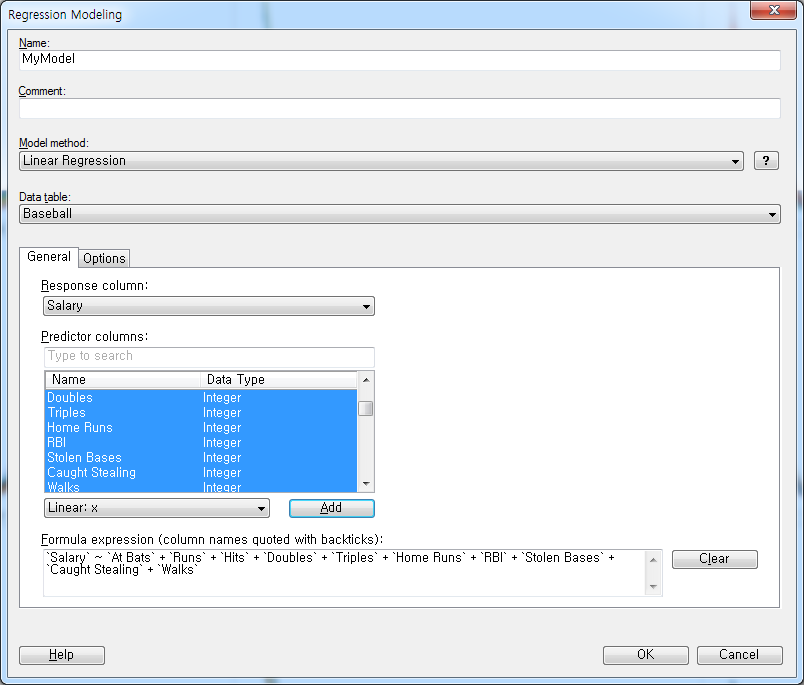 Regression Modeling
Name:
MyModel
Comment:
Model method:
Linear Regression
?
Data table:
Baseball
General Options
Response column:
Salary
Predictor columns:
Type to search
Name Data Type
Doubles Integer
Triples Integer
Home Runs Integer
RBI Integer
Stolen Bases Integer
Caught Stealing Integer
Walks Integer
Linear: x Add
Formula expression (column names quoted with backticks):
`Salary` ~ `At Bats` + `Runs` + `Hits` + `Doubles` + `Triples` + `Home Runs` + `RBI` + `Stolen Bases` +
`Caught Stealing` + `Walks`
Clear
Help OK Cancel